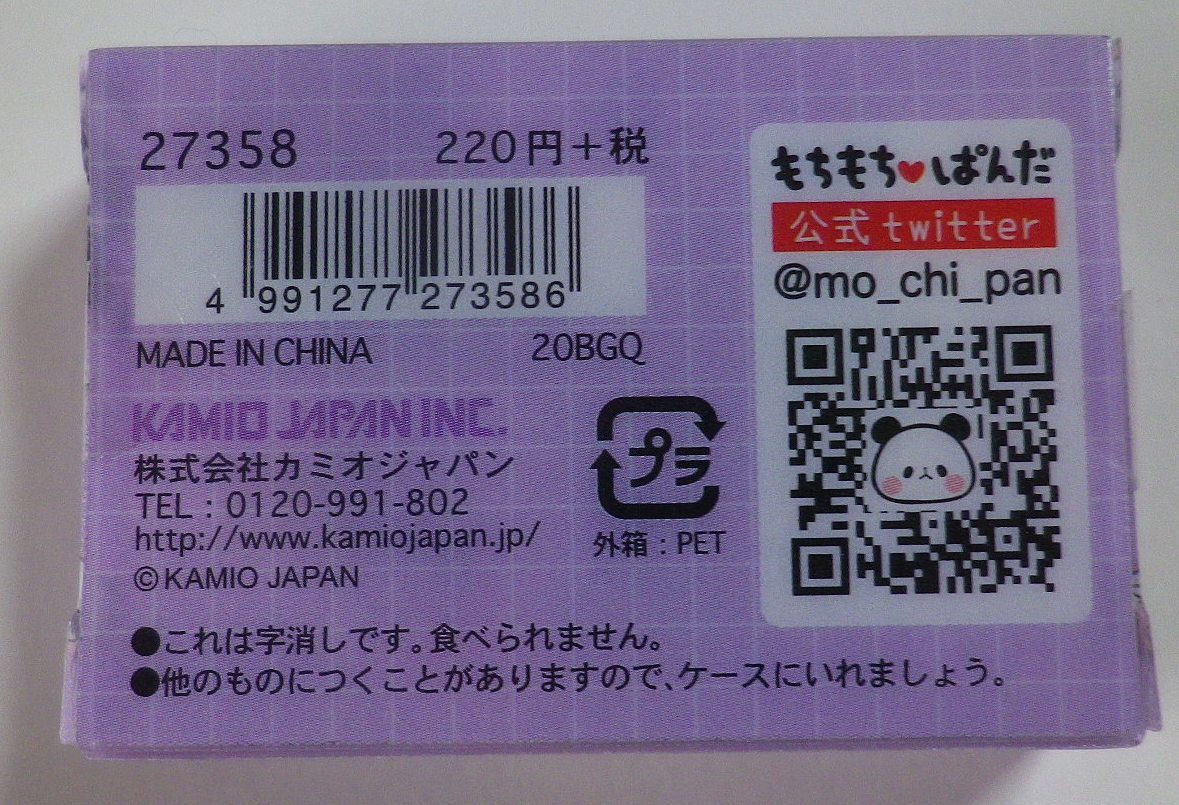 27358 220円+税
4 991277 273586
MADE IN CHINA 20BGQ
KAMIO JAPAN INC.
株式会社カミオジャパン
TEL : 0120-991-802
http://www.kamiojapan.jp/
©KAMIO JAPAN
プラ
外箱 : PET
●これは字消しです。食べられません。
●他のものにつくことがありますので、ケースにいれましょう。
もちもち♥ぱんだ
公式twitter
@mo_chi_pan